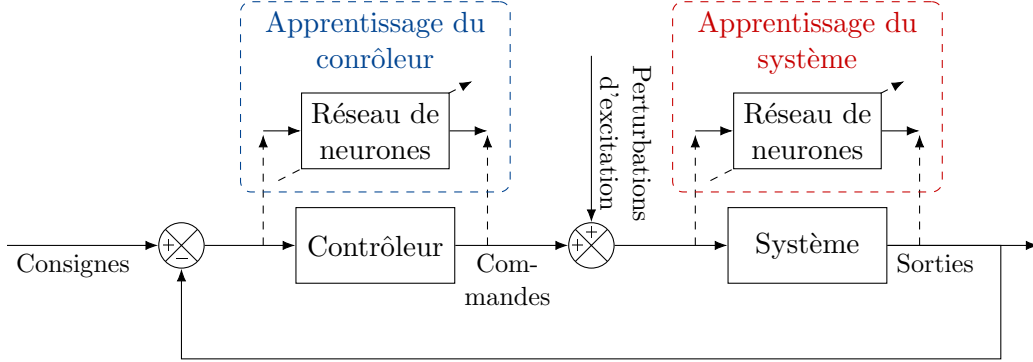 Apprentissage du
conrôleur
Réseau de
neurones
Perturbations
d'excitation
Apprentissage du
système
Réseau de
neurones
Consignes
+
−
Contrôleur
Com-
mandes
+
+
Système
Sorties